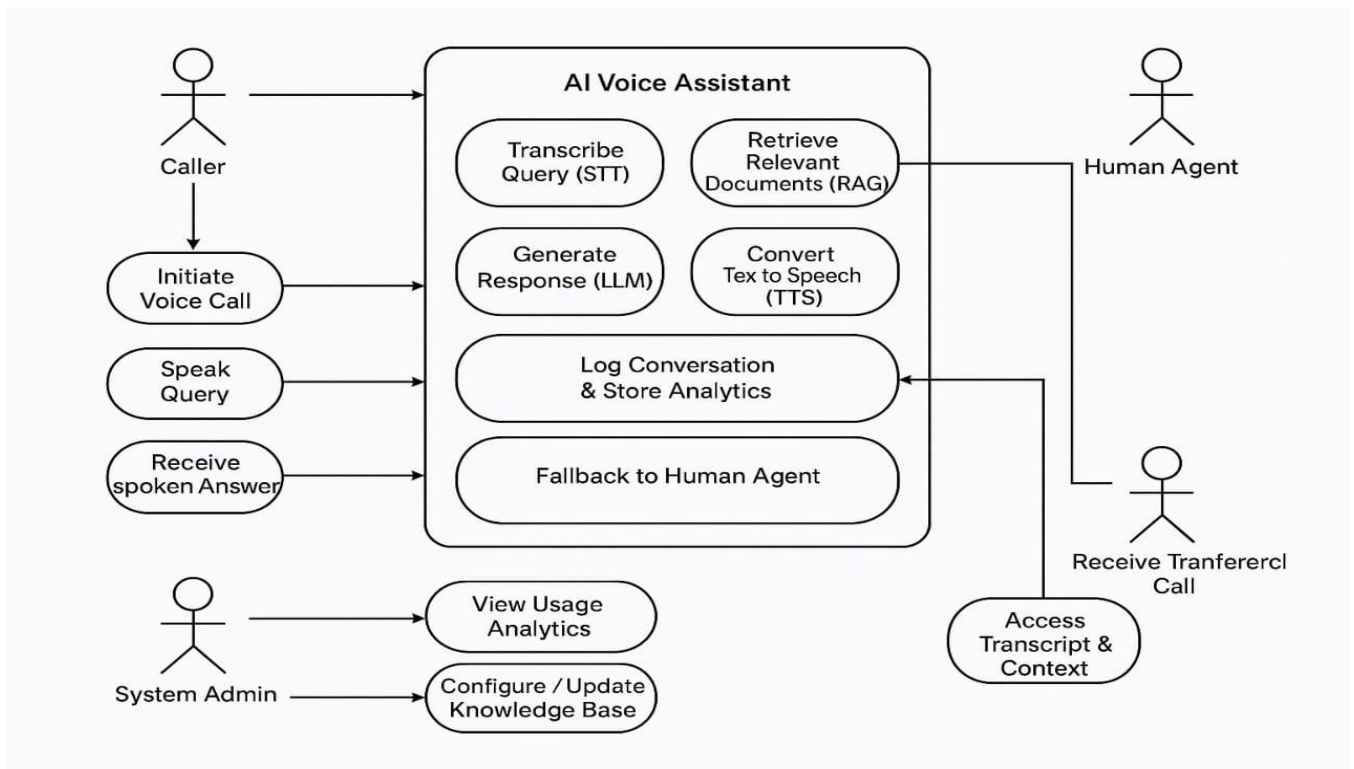 AI Voice Assistant
Caller
Human Agent
Transcribe
Query (STT)
Retrieve
Relevant
Documents (RAG)
Initiate
Voice Call
Generate
Response (LLM)
Convert
Tex to Speech
(TTS)
Speak
Query
Log Conversation
& Store Analytics
Receive
spoken Answer
Fallback to Human Agent
Receive Tranferercl
Call
View Usage
Analytics
Access
Transcript &
Context
System Admin
Configure / Update
Knowledge Base